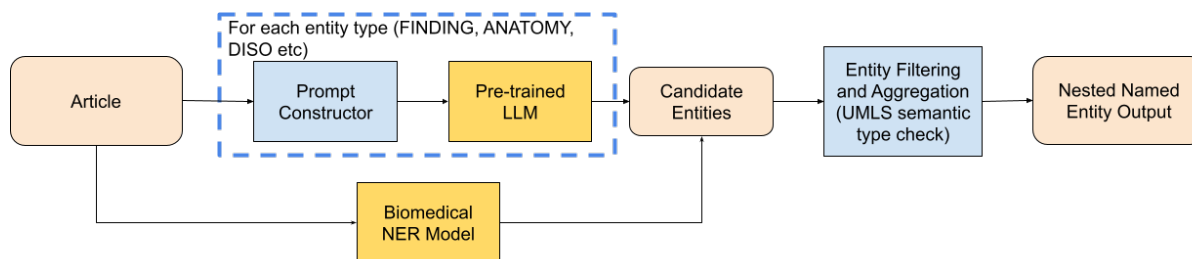 For each entity type (FINDING, ANATOMY,
DISO etc)
Article
Prompt
Constructor
Pre-trained
LLM
Candidate
Entities
Entity Filtering
and Aggregation
(UMLS semantic
type check)
Nested Named
Entity Output
Biomedical
NER Model